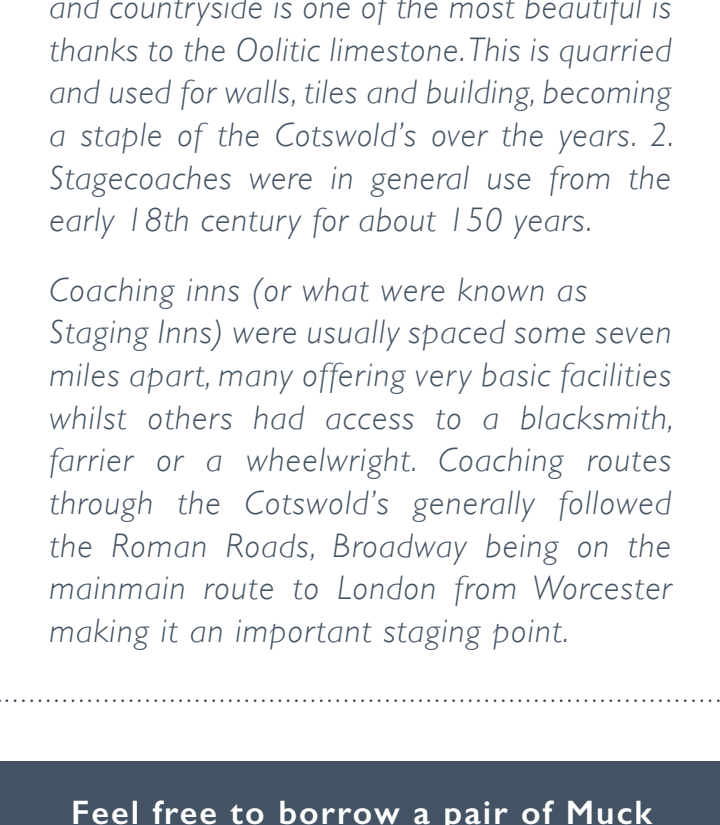 and countryside is one of the most beautiful is
thanks to the Oolitic limestone.This is quarried
and used for walls, tiles and building, becoming
a staple of the Cotswold’s over the years. 2.
Stagecoaches were in general use from the
early 18th century for about 150 years.
Coaching inns (or what were known as
Staging Inns) were usually spaced some seven
miles apart, many offering very basic facilities
whilst others had access to a blacksmith,
farrier or a wheelwright. Coaching routes
through the Cotswold’s generally followed
the Roman Roads, Broadway being on the
mainmain route to London from Worcester
making it an important staging point.
Feel free to borrow a pair of Muck